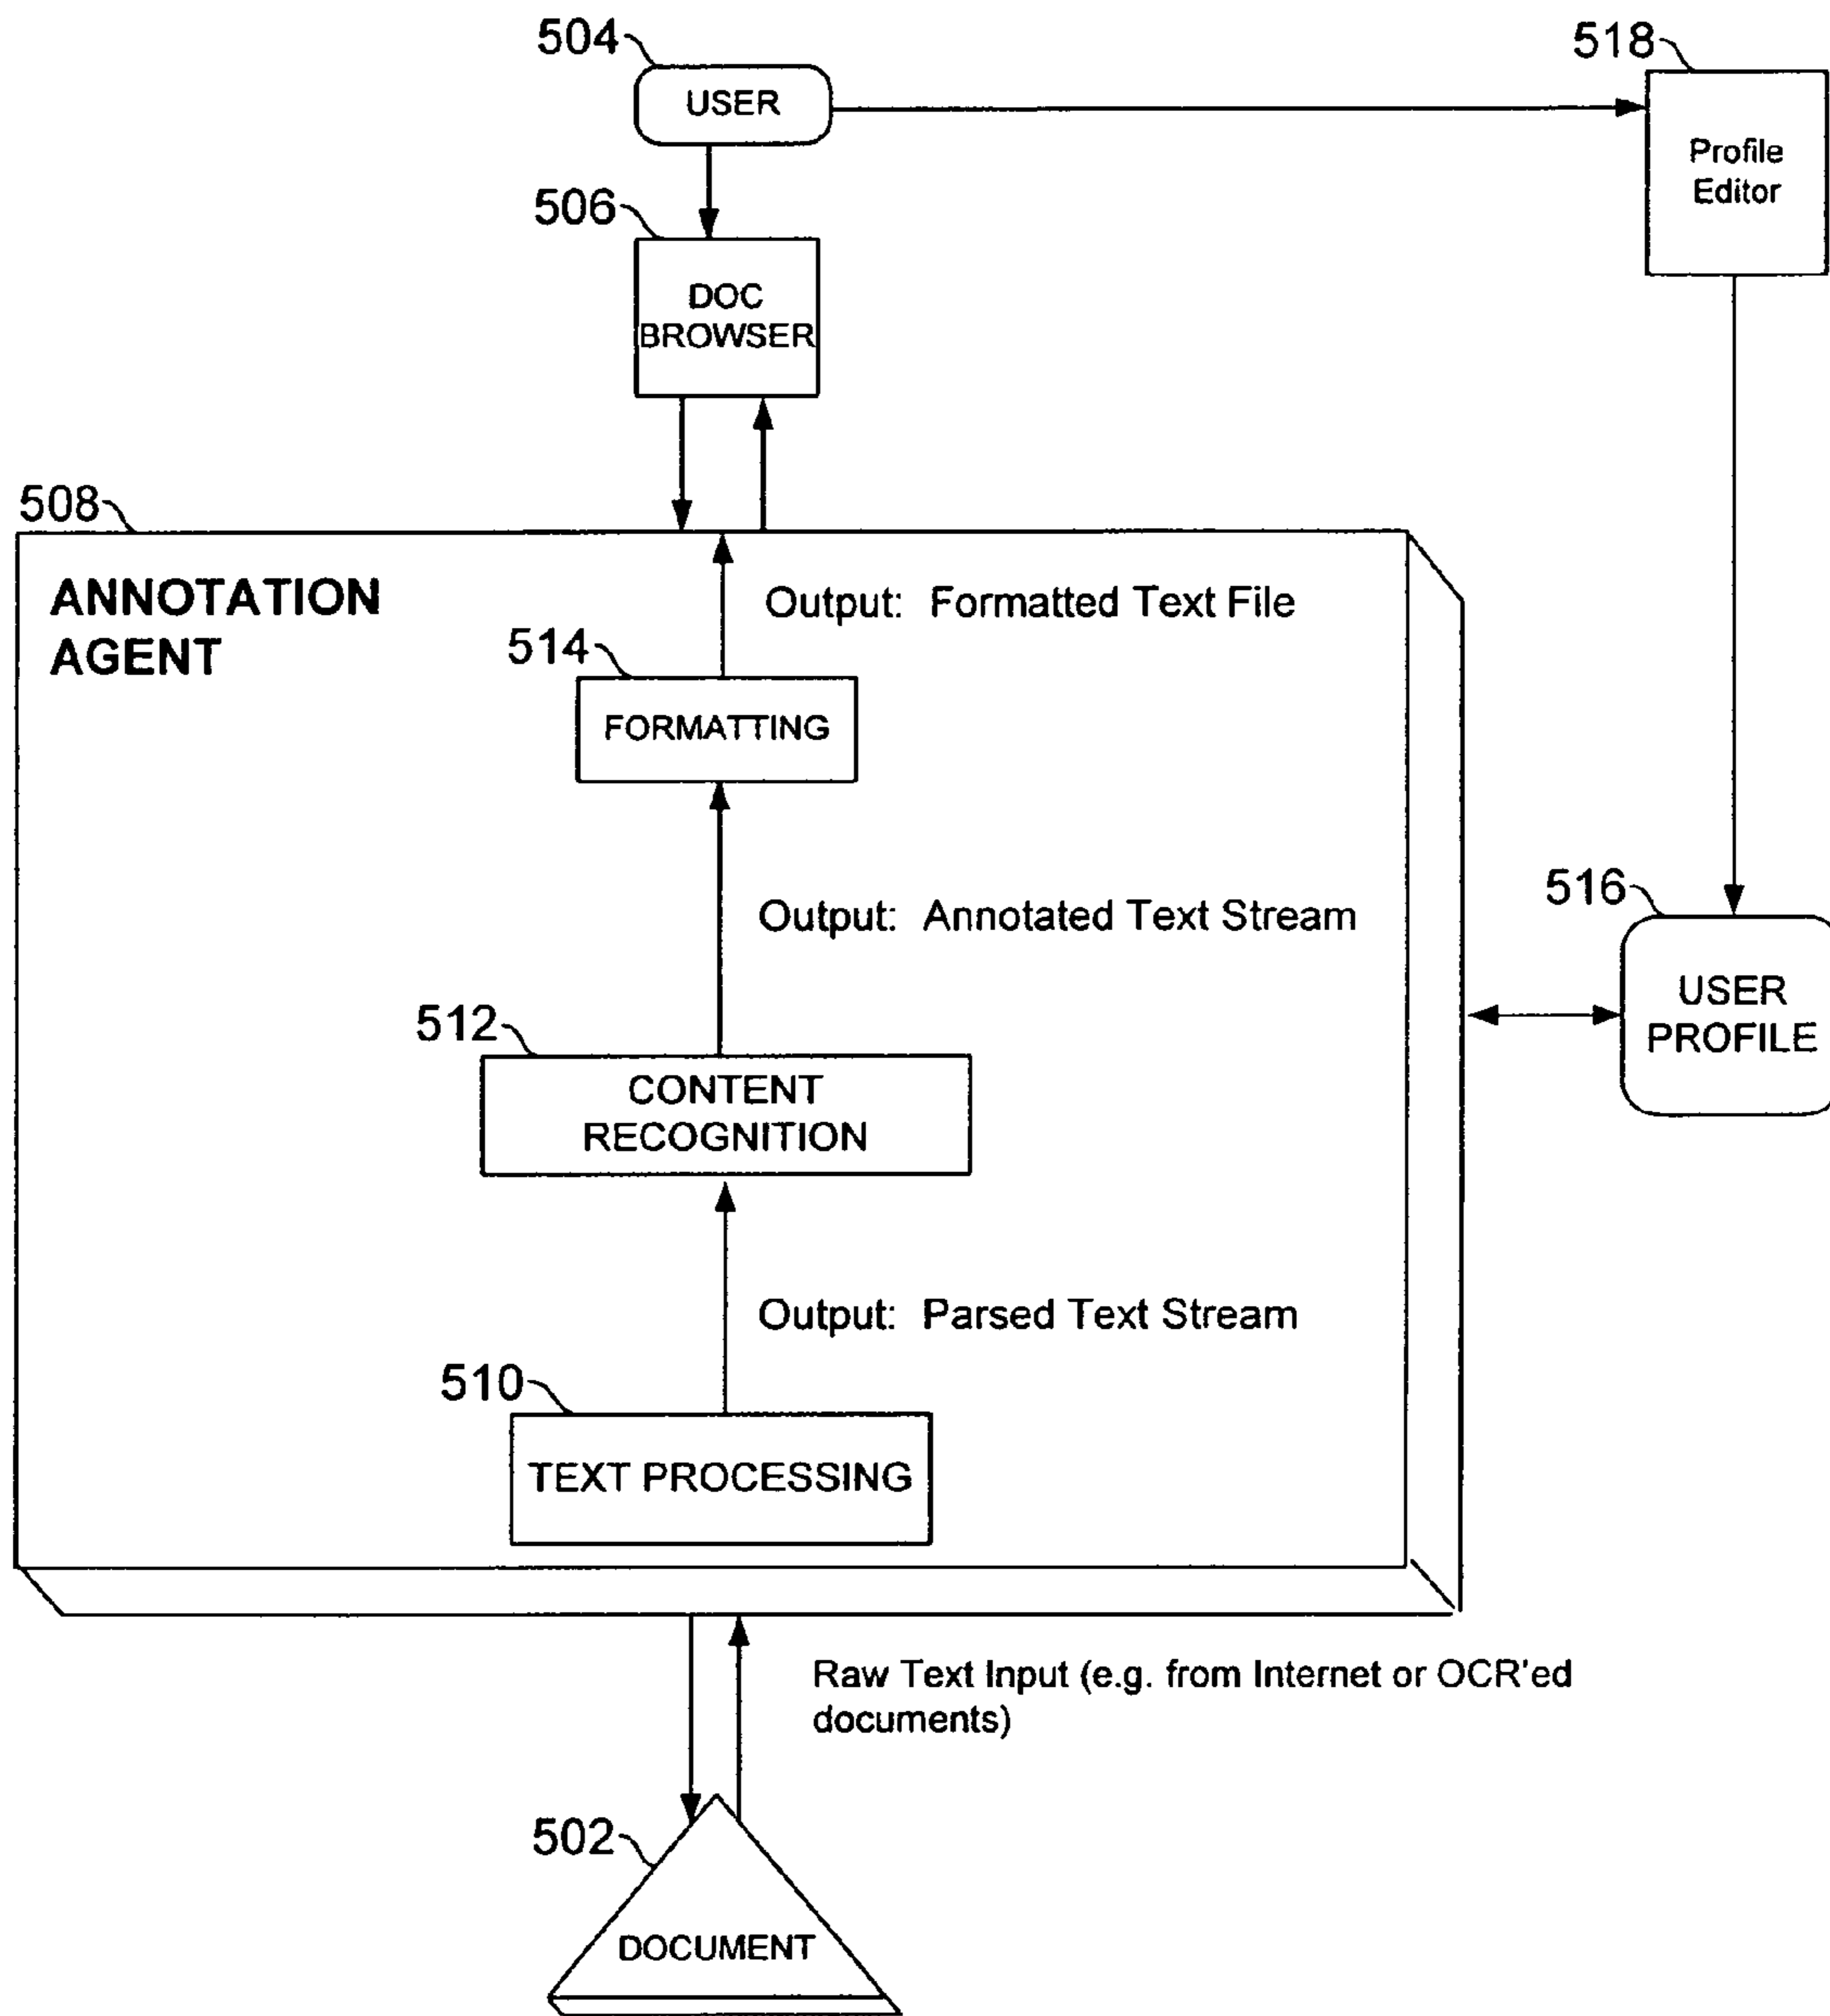 504
USER
518
Profile
Editor
506
DOC
BROWSER
508
ANNOTATION
AGENT
Output: Formatted Text File
514
FORMATTING
Output: Annotated Text Stream
516
USER
PROFILE
512
CONTENT
RECOGNITION
Output: Parsed Text Stream
510
TEXT PROCESSING
Raw Text Input (e.g. from Internet or OCR'ed
documents)
502
DOCUMENT